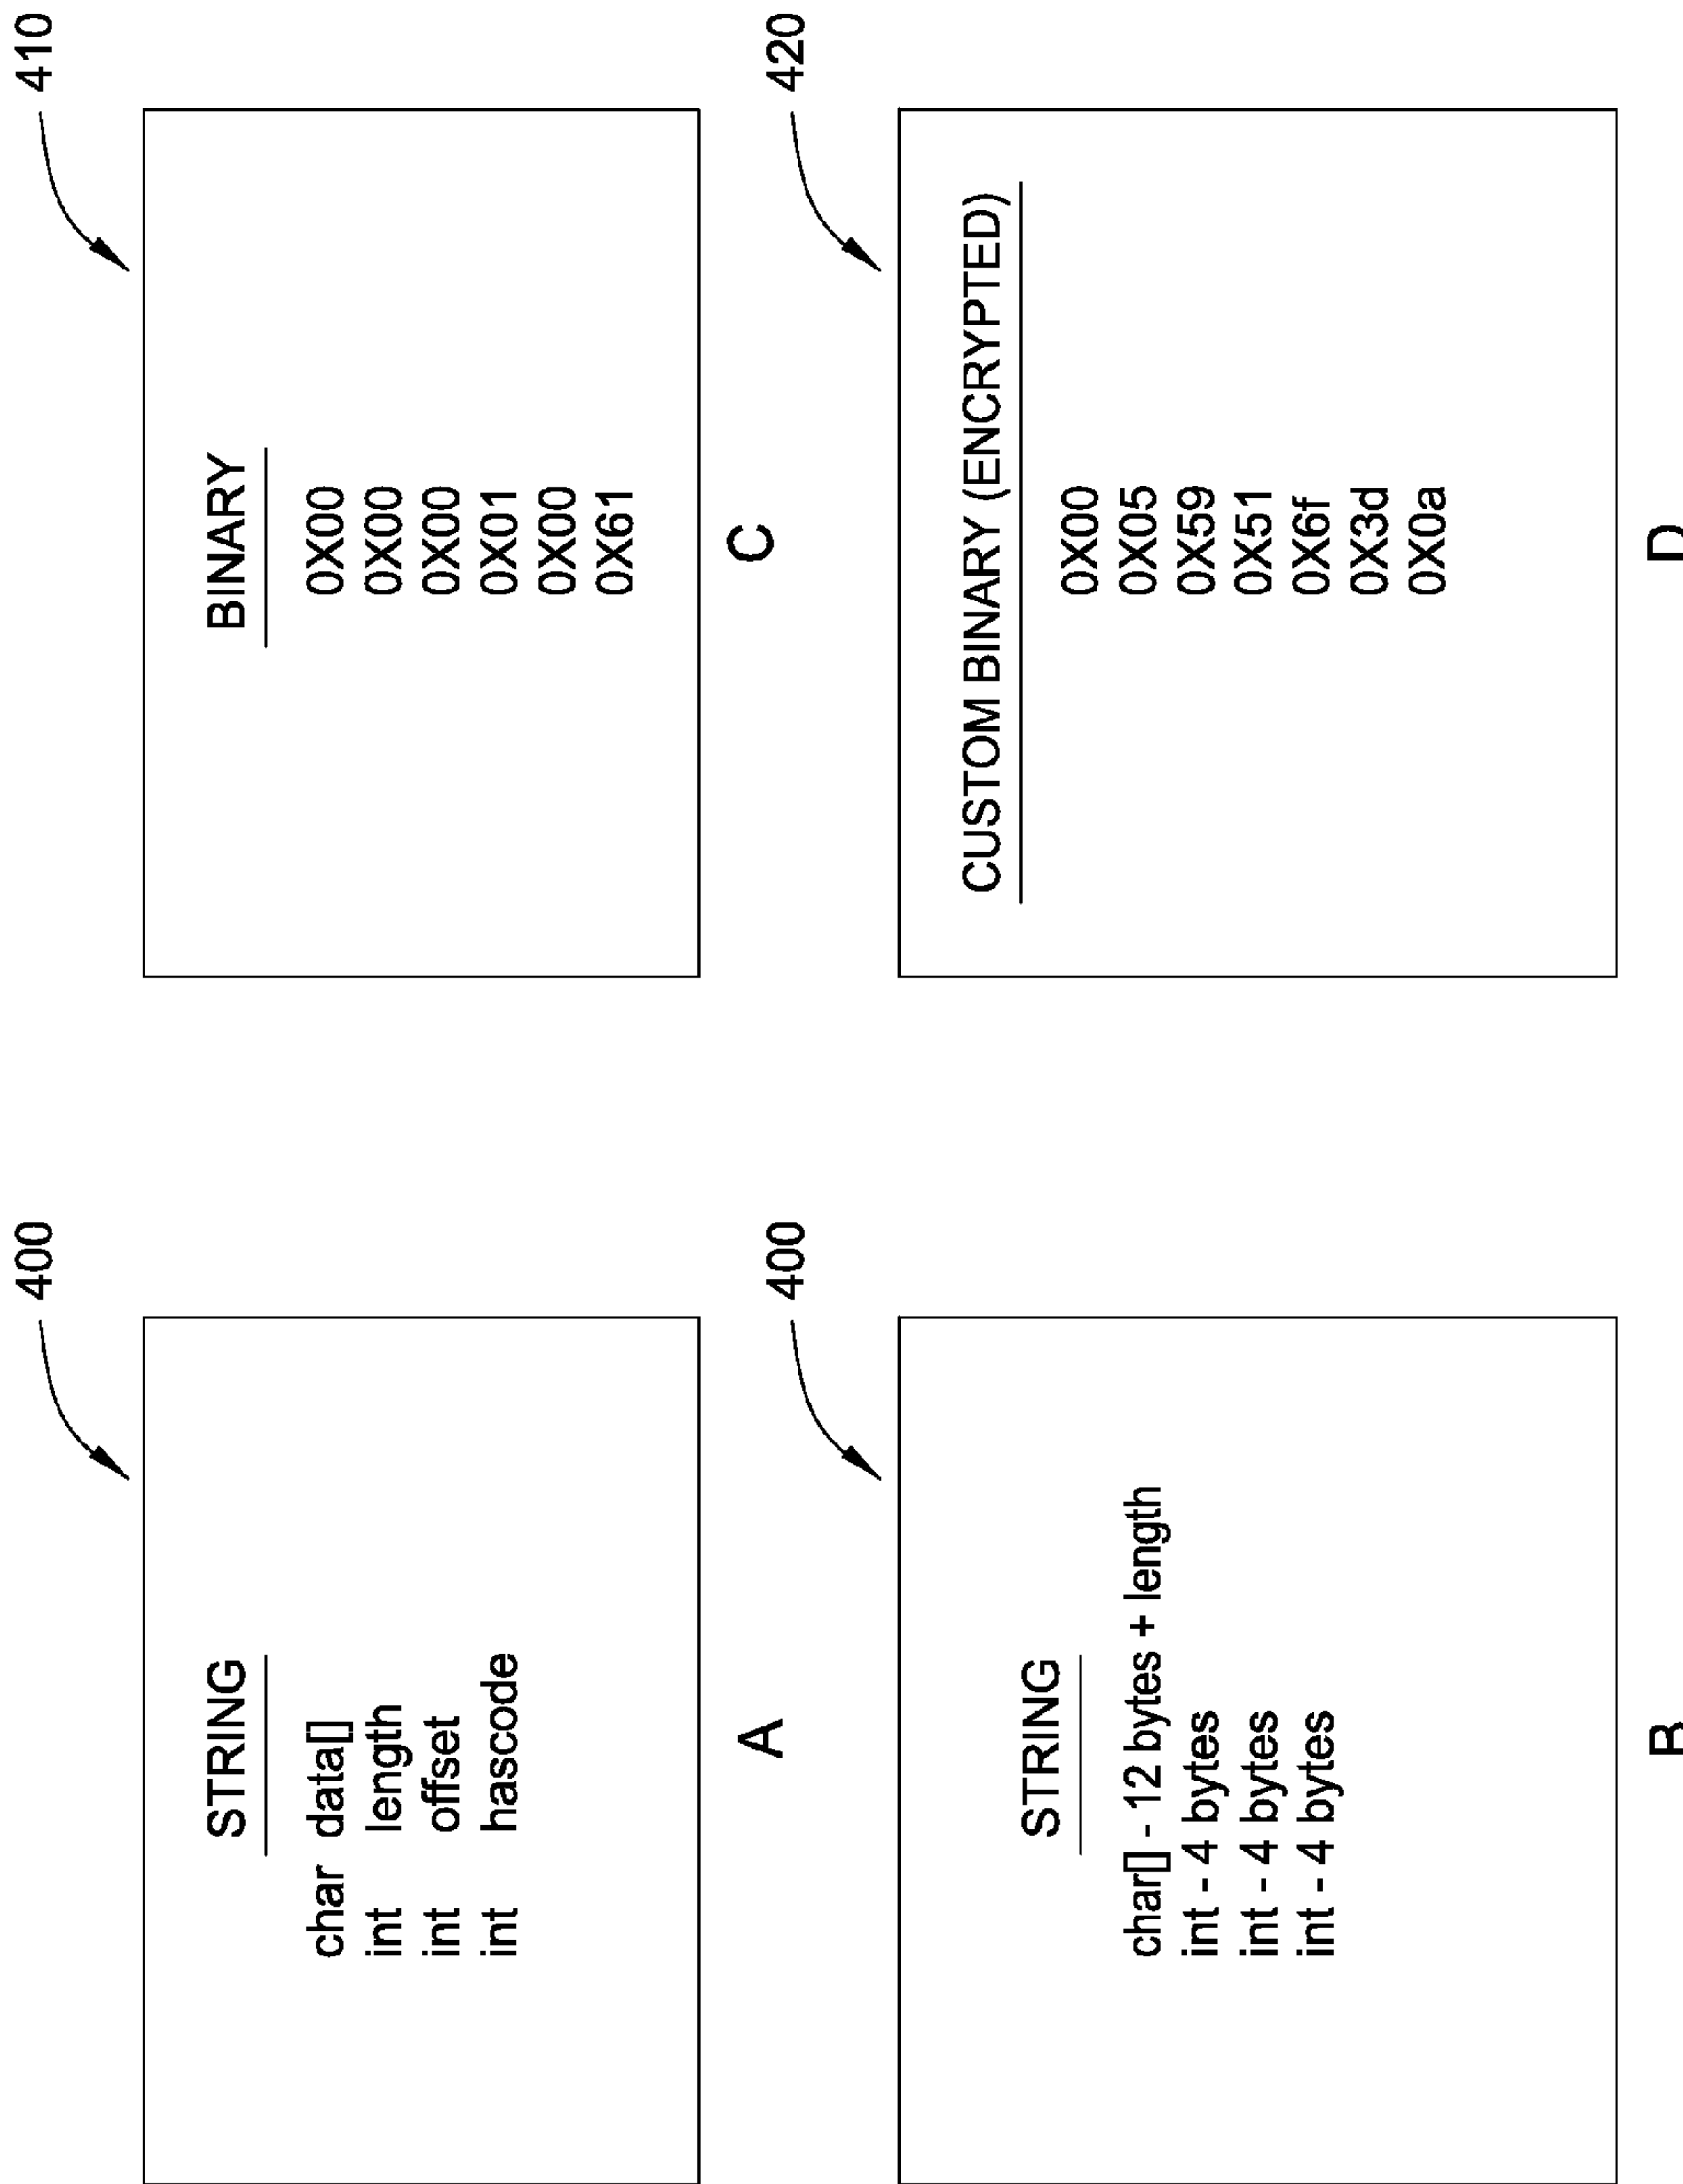 400
STRING
char data[]
int length
int offset
int hascode
A
410
BINARY
0X00
0X00
0X00
0X01
0X00
0X61
C
400
STRING
char[] - 12 bytes + length
int - 4 bytes
int - 4 bytes
int - 4 bytes
B
420
CUSTOM BINARY (ENCRYPTED)
0X00
0X05
0X59
0X51
0X6f
0X3d
0X0a
D